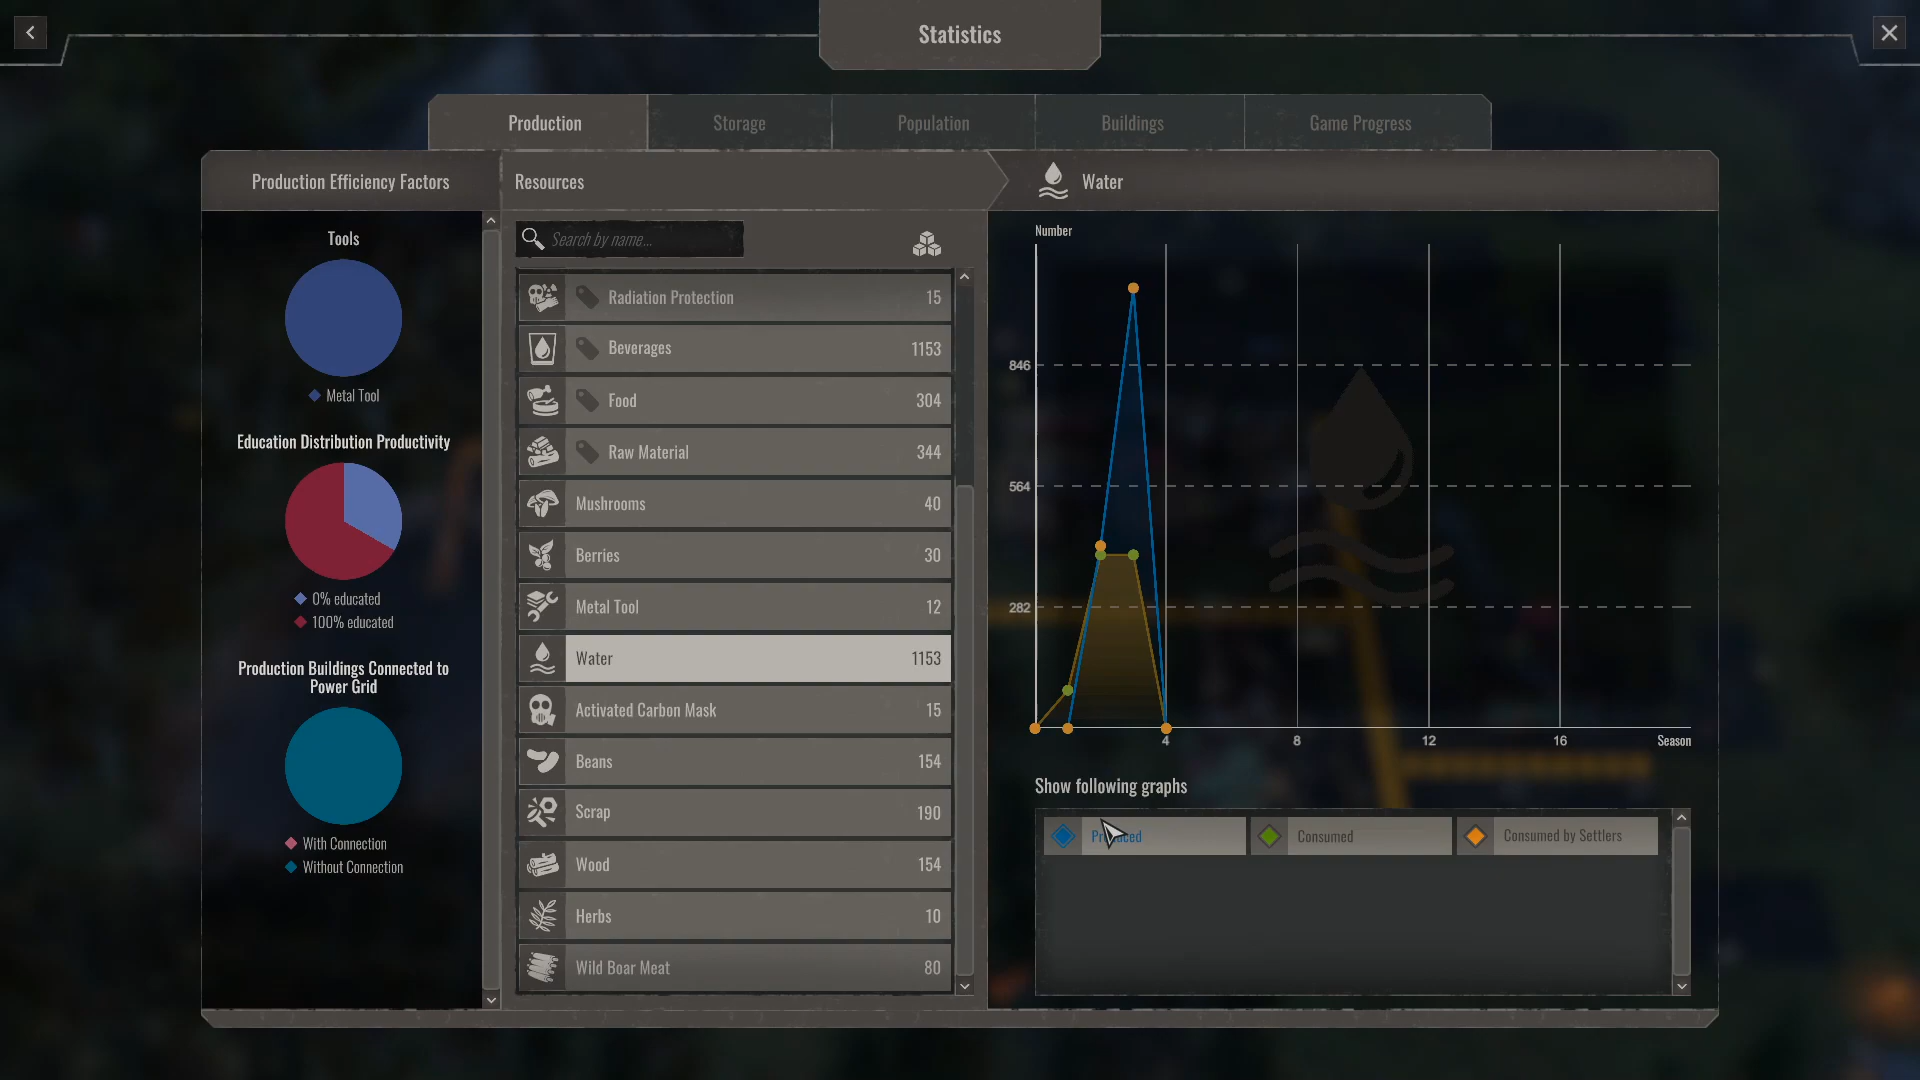 Statistics
Production
Storage
Population
Buildings
Game Progress
Production Efficiency Factors
Tools
Metal Tool
Education Distribution Productivity
0% educated
100% educated
Production Buildings Connected to
Power Grid
With Connection
Without Connection
Resources
Search by name...
Radiation Protection 15
Beverages 1153
Food 304
Raw Material 344
Mushrooms 40
Berries 30
Metal Tool 12
Water 1153
Activated Carbon Mask 15
Beans 154
Scrap 190
Wood 154
Herbs 10
Wild Boar Meat 80
Water
Number
846
564
282
4 8 12 16 Season
Show following graphs
Produced
Consumed
Consumed by Settlers